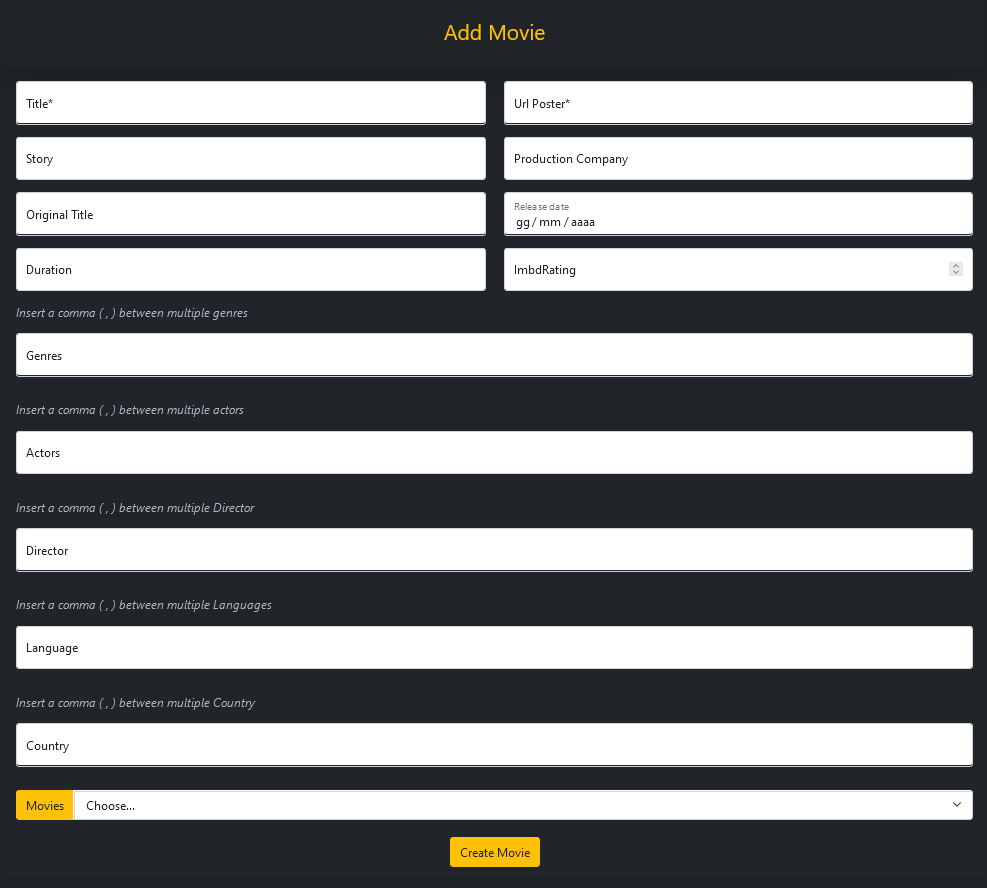 Add Movie
Title*
Url Poster*
Story
Production Company
Original Title
Release date
gg / mm / aaaa
Duration
ImbdRating
Insert a comma ( , ) between multiple genres
Genres
Insert a comma ( , ) between multiple actors
Actors
Insert a comma ( , ) between multiple Director
Director
Insert a comma ( , ) between multiple Languages
Language
Insert a comma ( , ) between multiple Country
Country
Movies
Choose...
Create Movie